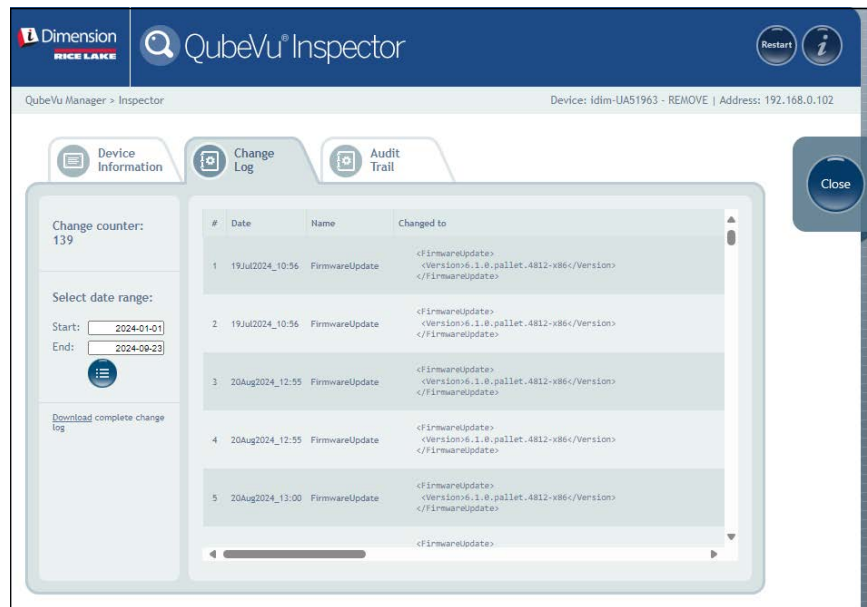 iDimension
RICE LAKE
QubeVu® Inspector
Restart
i
QubeVu Manager > Inspector
Device: idim-UA51963 - REMOVE | Address: 192.168.0.102
Device
Information
Change
Log
Audit
Trail
Close
Change counter:
139
Select date range:
Start: 2024-01-01
End: 2024-09-23
Download complete change
log
# Date Name Changed to
<FirmwareUpdate>
1 19Jul2024_10:56 FirmwareUpdate <Version>6.1.0.pallet.4812-x86</Version>
</FirmwareUpdate>
<FirmwareUpdate>
2 19Jul2024_10:56 FirmwareUpdate <Version>6.1.0.pallet.4812-x86</Version>
</FirmwareUpdate>
<FirmwareUpdate>
3 20Aug2024_12:55 FirmwareUpdate <Version>6.1.0.pallet.4812-x86</Version>
</FirmwareUpdate>
<FirmwareUpdate>
4 20Aug2024_12:55 FirmwareUpdate <Version>6.1.0.pallet.4812-x86</Version>
</FirmwareUpdate>
<FirmwareUpdate>
5 20Aug2024_13:00 FirmwareUpdate <Version>6.1.0.pallet.4812-x86</Version>
</FirmwareUpdate>
<FirmwareUpdate>